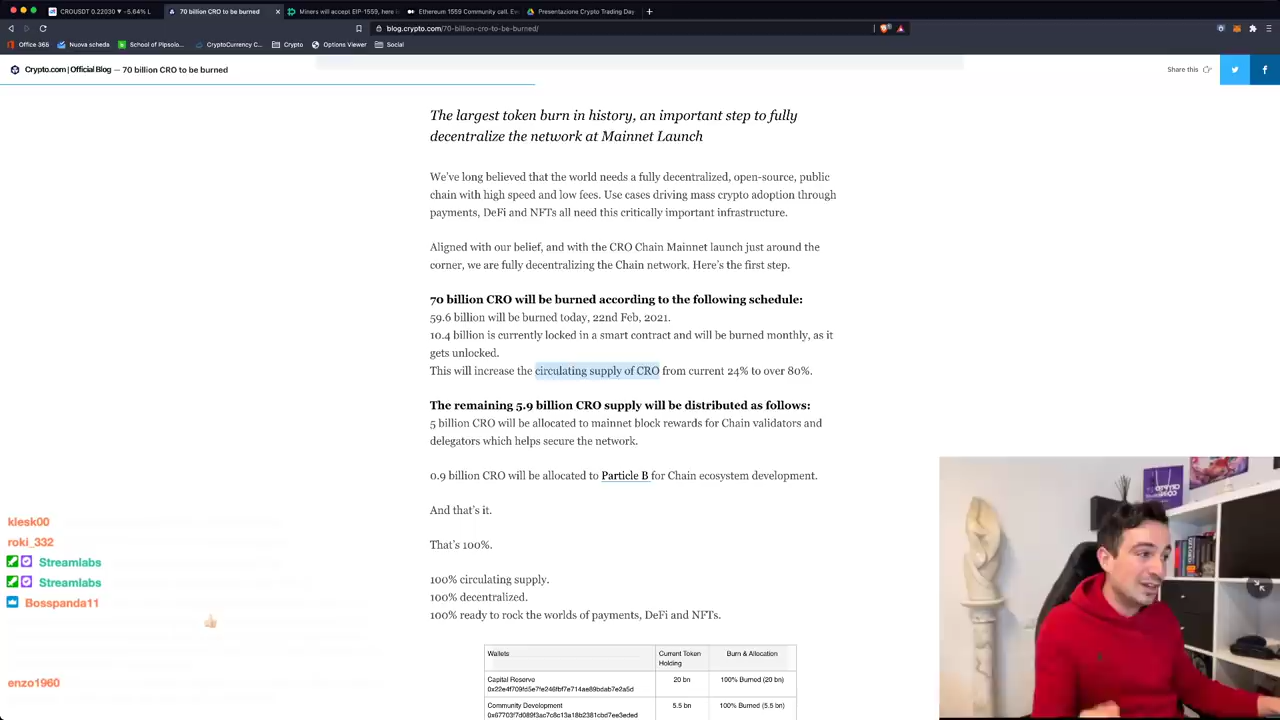 CROUSDT 0.22030 ▼ −5.64% L
70 billion CRO to be burned
Miners will accept EIP-1559, here is
Ethereum 1559 Community call. Eve
Presentazione Crypto Trading Day
blog.crypto.com/70-billion-cro-to-be-burned/
Office 365
Nuova scheda
School of Pipsolo...
CryptoCurrency C...
Crypto
Options Viewer
Social
Crypto.com | Official Blog — 70 billion CRO to be burned
Share this
The largest token burn in history, an important step to fully
decentralize the network at Mainnet Launch
We've long believed that the world needs a fully decentralized, open-source, public
chain with high speed and low fees. Use cases driving mass crypto adoption through
payments, DeFi and NFTs all need this critically important infrastructure.
Aligned with our belief, and with the CRO Chain Mainnet launch just around the
corner, we are fully decentralizing the Chain network. Here's the first step.
70 billion CRO will be burned according to the following schedule:
59.6 billion will be burned today, 22nd Feb, 2021.
10.4 billion is currently locked in a smart contract and will be burned monthly, as it
gets unlocked.
This will increase the circulating supply of CRO from current 24% to over 80%.
The remaining 5.9 billion CRO supply will be distributed as follows:
5 billion CRO will be allocated to mainnet block rewards for Chain validators and
delegators which helps secure the network.
0.9 billion CRO will be allocated to Particle B for Chain ecosystem development.
And that's it.
That's 100%.
100% circulating supply.
100% decentralized.
100% ready to rock the worlds of payments, DeFi and NFTs.
Wallets
Current Token
Holding
Burn & Allocation
Capital Reserve
20 bn
100% Burned (20 bn)
Community Development
5.5 bn
100% Burned (5.5 bn)
klesk00
roki_332
Streamlabs
Streamlabs
Bosspanda11
enzo1960